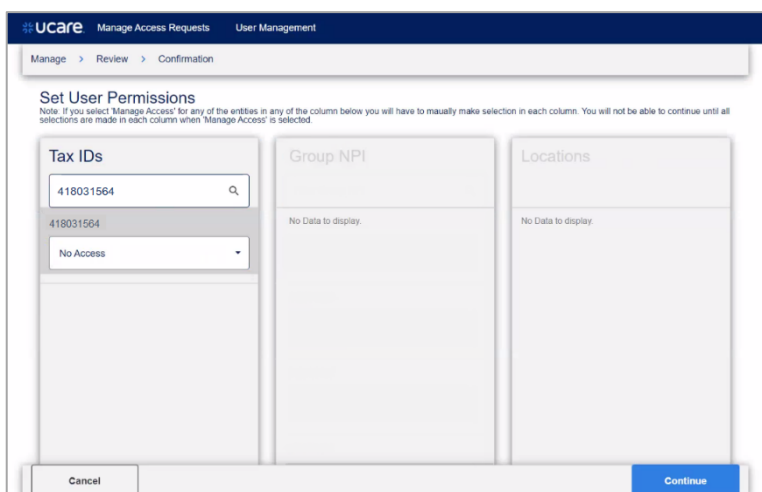 ucare. Manage Access Requests User Management
Manage > Review > Confirmation
Set User Permissions
Note: If you select 'Manage Access' for any of the entities in any of the column below you will have to maually make selection in each column. You will not be able to continue until all
selections are made in each column when 'Manage Access' is selected.
Tax IDs
418031564
418031564
No Access
Group NPI
No Data to display.
Locations
No Data to display.
Cancel
Continue